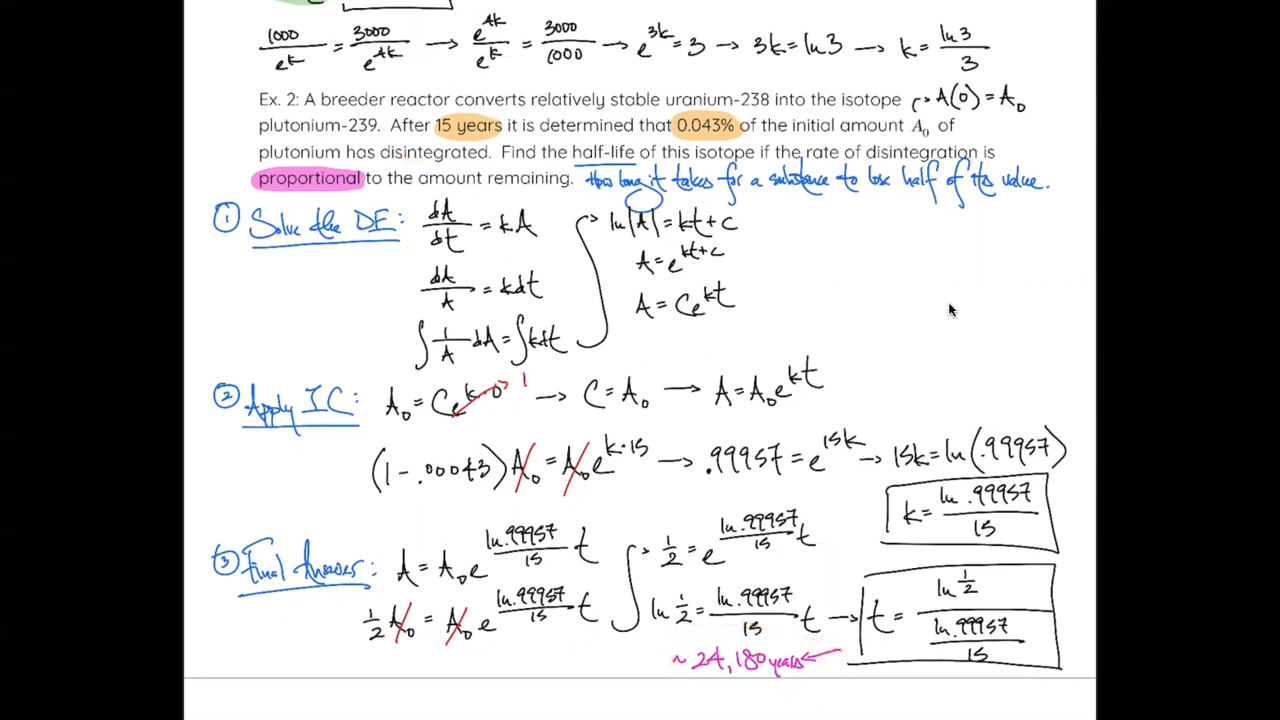 1000/e^k = 3000/e^4k → e^4k/e^k = 3000/1000 → e^3k = 3 → 3k = ln3 → k = ln3/3
Ex. 2: A breeder reactor converts relatively stable uranium-238 into the isotope → A(0) = A₀
plutonium-239. After 15 years it is determined that 0.043% of the initial amount A₀ of
plutonium has disintegrated. Find the half-life of this isotope if the rate of disintegration is
proportional to the amount remaining. How long it takes for a substance to lose half of its value.
① Solve the DE: dA/dt = kA
dA/A = kdt
∫ 1/A dA = ∫kdt
→ ln|A| = kt+c
A = e^kt+c
A = Ce^kt
② Apply IC: A₀ = Ce^k·0 → 1 → C = A₀ → A = A₀e^kt
(1-.00043)A₀ = A₀e^k·15 → .99957 = e^15k → 15k = ln(.99957)
k = ln.99957/15
③ Final Answer: A = A₀e^(ln.99957/15)t
1/2 A₀ = A₀e^(ln.99957/15)t
→ 1/2 = e^(ln.99957/15)t
ln 1/2 = ln.99957/15 t → t = ln 1/2 / (ln.99957/15)
~ 24,180 years ←